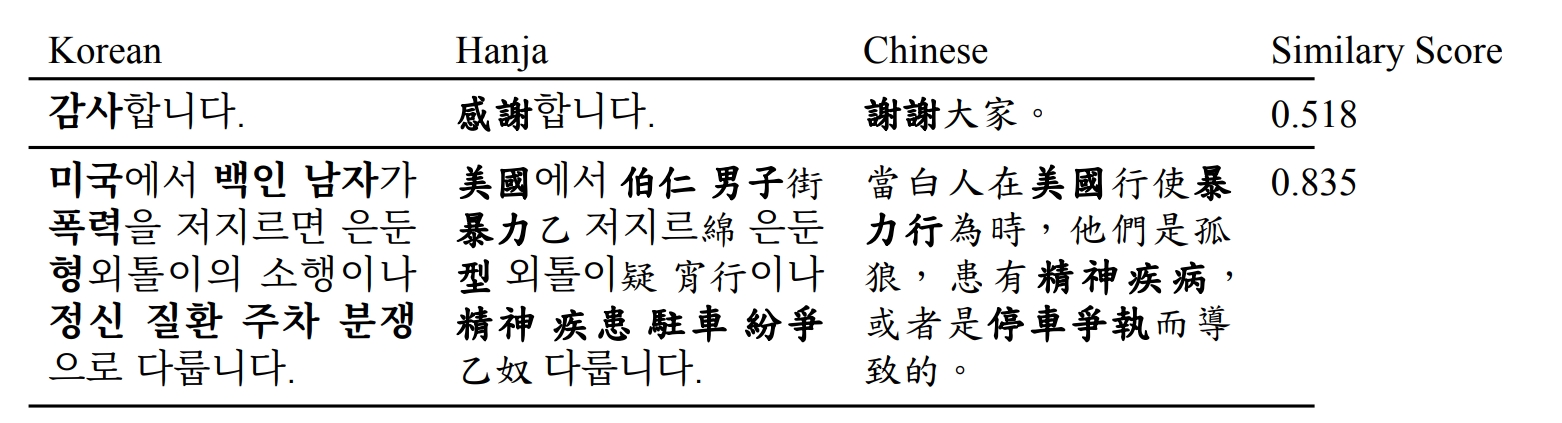 Korean Hanja Chinese Similary Score
감사합니다. 感謝합니다. 謝謝大家。 0.518
미국에서 백인 남자가 美國에서 伯仁 男子街 當白人在美國行使暴 0.835
폭력을 저지르면 은둔 暴力乙 저지르綿 은둔 力行為時，他們是孤
형외톨이의 소행이나 型 외톨이疑 宵行이나 狼，患有精神疾病，
정신 질환 주차 분쟁 精神 疾患 駐車 紛爭 或者是停車爭執而導
으로 다룹니다. 乙奴 다룹니다. 致的。